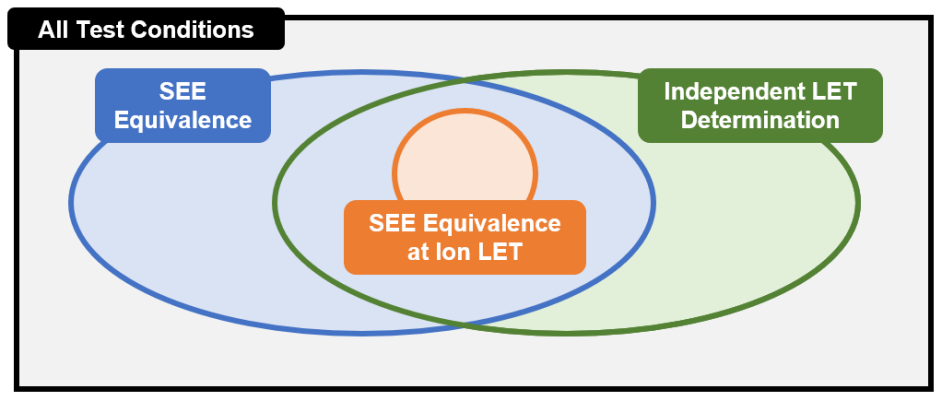 All Test Conditions
SEE
Equivalence
Independent LET
Determination
SEE Equivalence
at Ion LET